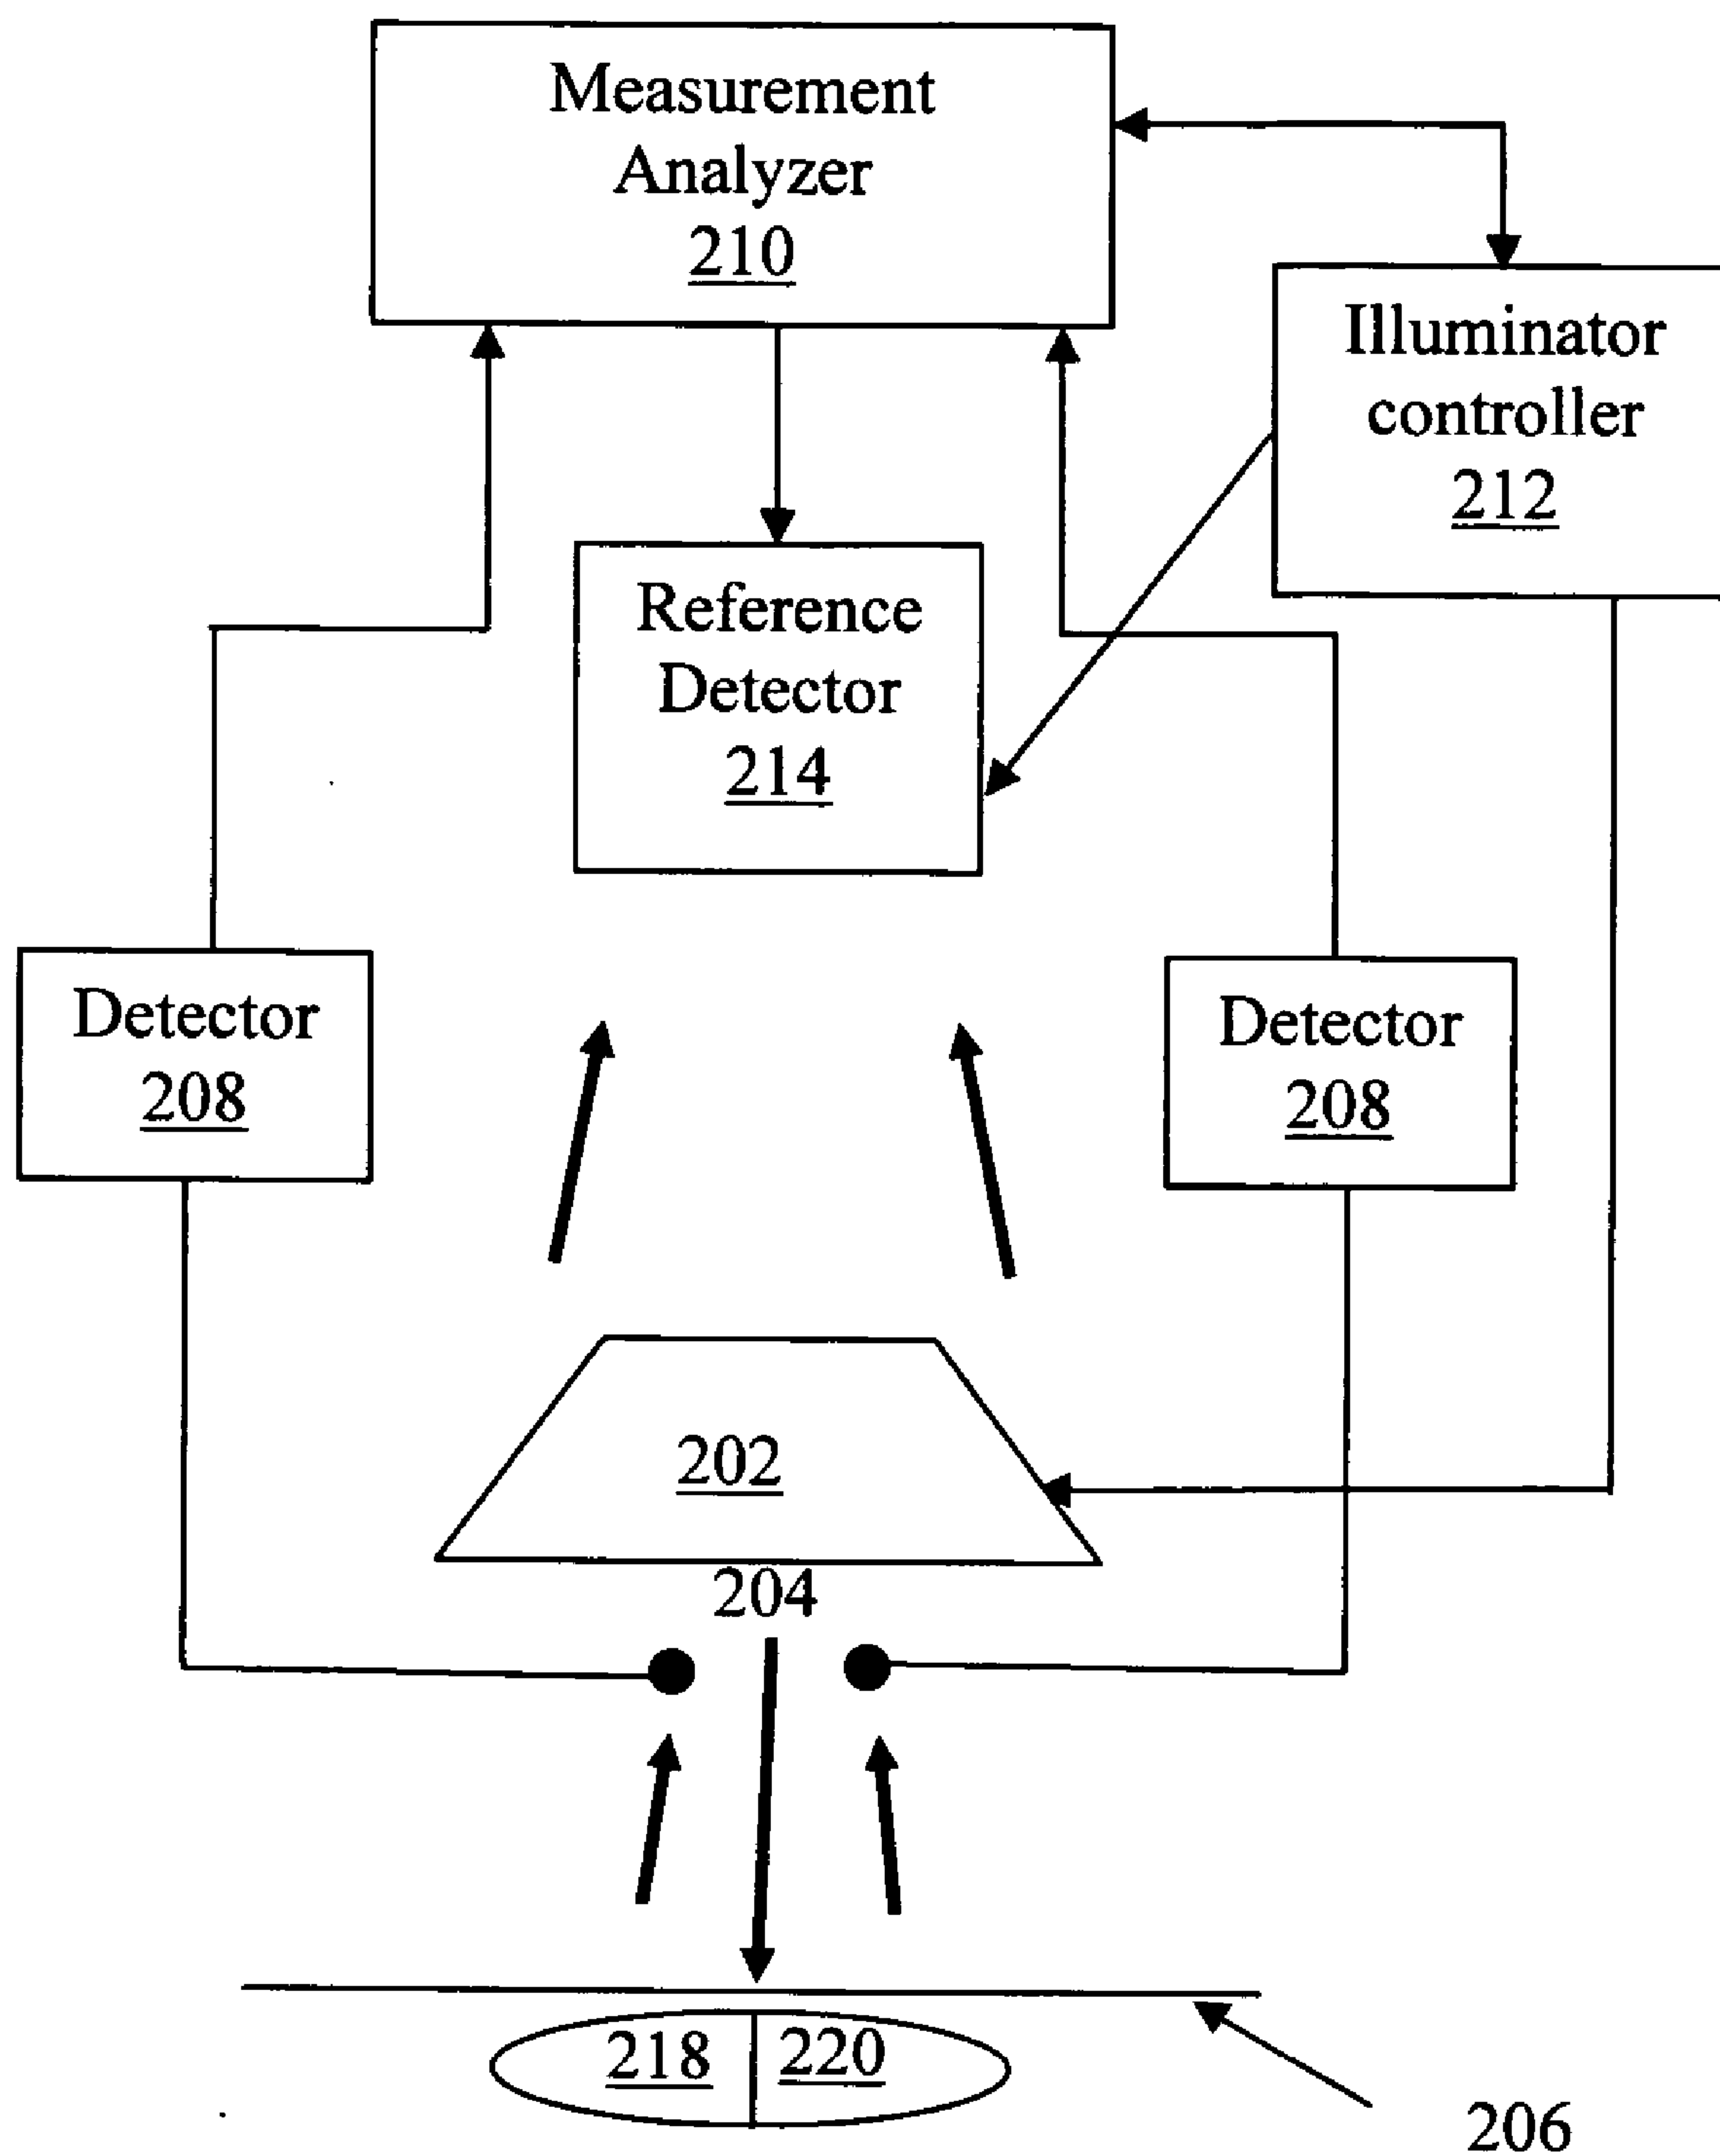 Measurement
Analyzer
210
Illuminator
controller
212
Reference
Detector
214
Detector
208
Detector
208
202
204
218
220
206